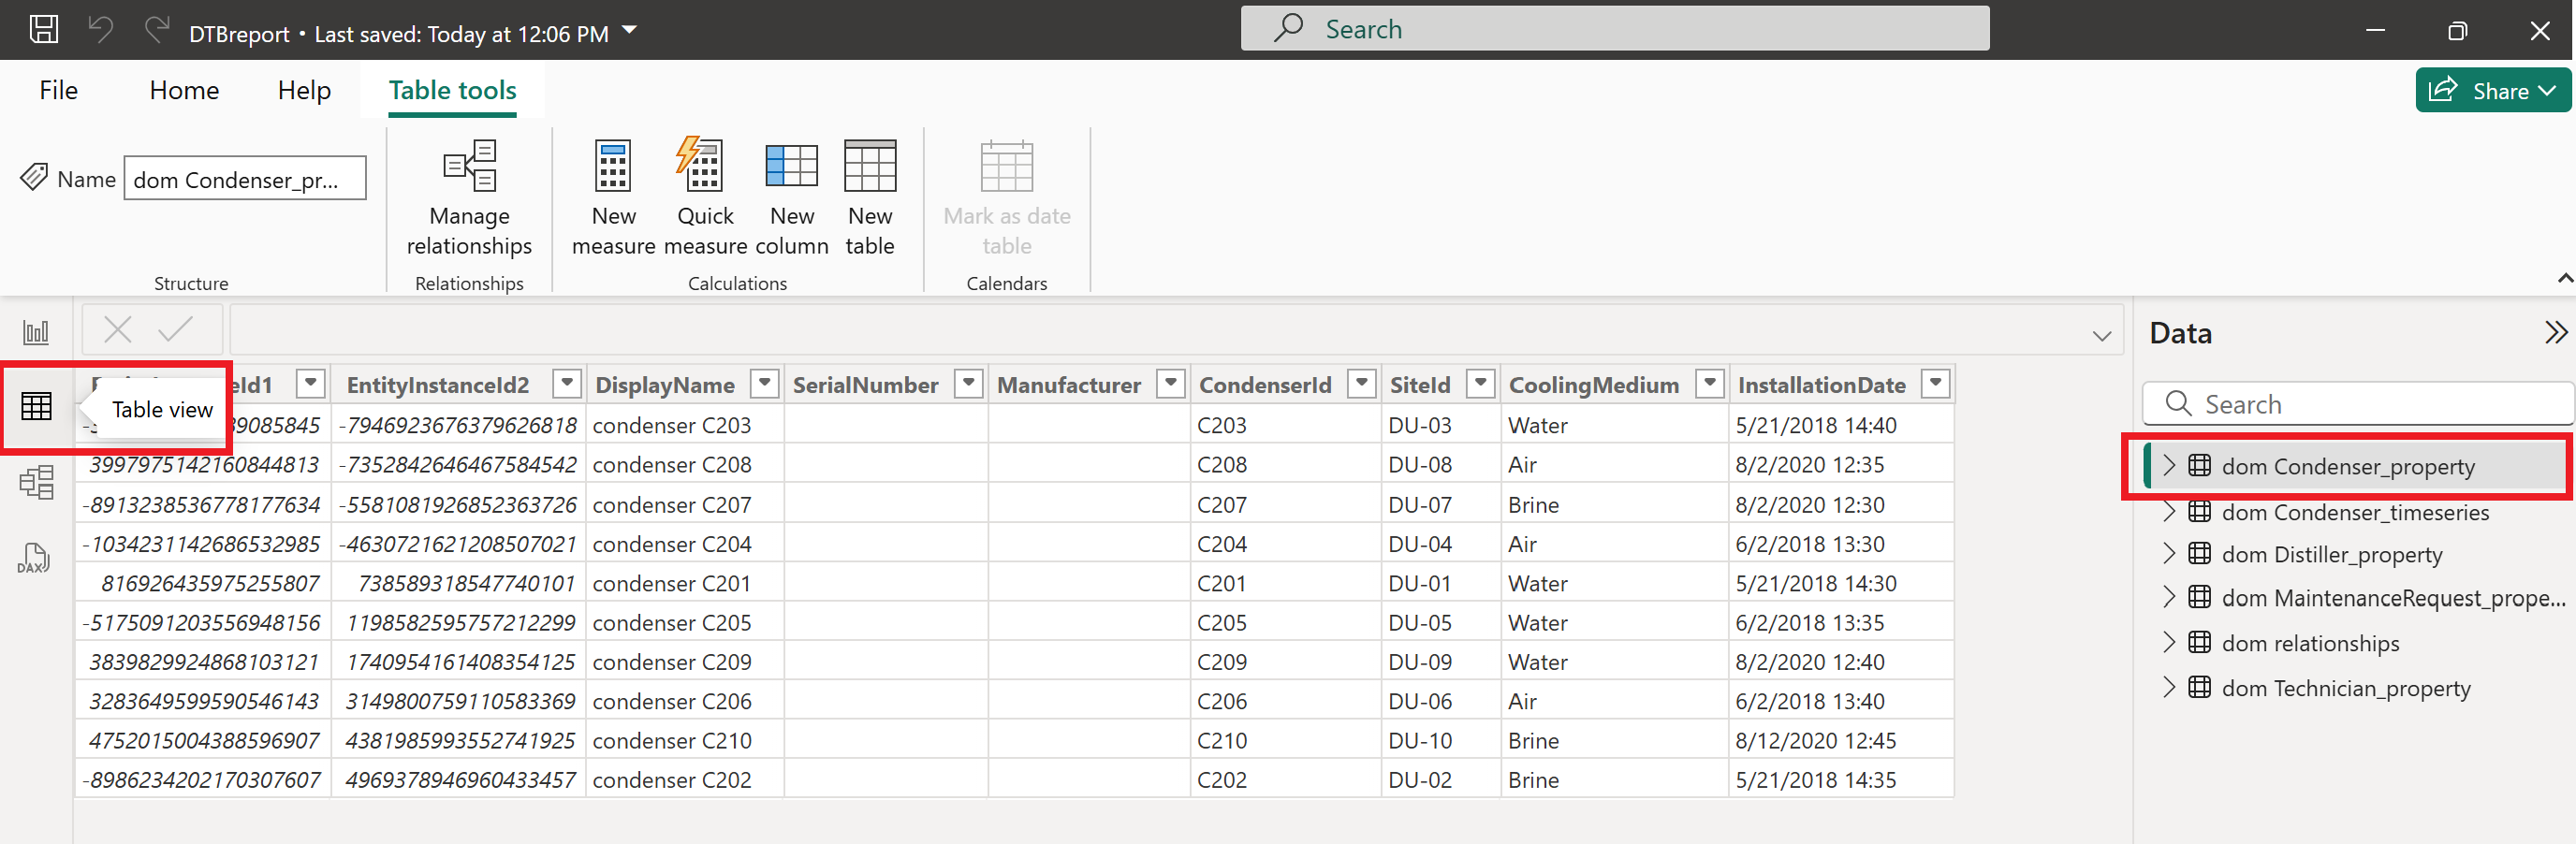 DTBreport • Last saved: Today at 12:06 PM
Search
File Home Help Table tools
Share
Name dom Condenser_pr...
Manage relationships
New measure
Quick measure
New column
New table
Mark as date table
Structure Relationships Calculations Calendars
Data
Search
Table view
EntityInstanceId2 DisplayName SerialNumber Manufacturer CondenserId SiteId CoolingMedium InstallationDate
-7946923676379626818 condenser C203 C203 DU-03 Water 5/21/2018 14:40
3997975142160844813 -7352842646467584542 condenser C208 C208 DU-08 Air 8/2/2020 12:35
-8913238536778177634 -5581081926852363726 condenser C207 C207 DU-07 Brine 8/2/2020 12:30
-1034231142686532985 -4630721621208507021 condenser C204 C204 DU-04 Air 6/2/2018 13:30
816926435975255807 738589318547740101 condenser C201 C201 DU-01 Water 5/21/2018 14:30
-5175091203556948156 1198582595757212299 condenser C205 C205 DU-05 Water 6/2/2018 13:35
3839829924868103121 1740954161408354125 condenser C209 C209 DU-09 Water 8/2/2020 12:40
3283649599590546143 3149800759110583369 condenser C206 C206 DU-06 Air 6/2/2018 13:40
4752015004388596907 4381985993552741925 condenser C210 C210 DU-10 Brine 8/12/2020 12:45
-8986234202170307607 4969378946960433457 condenser C202 C202 DU-02 Brine 5/21/2018 14:35
DAX
dom Condenser_property
dom Condenser_timeseries
dom Distiller_property
dom MaintenanceRequest_prope...
dom relationships
dom Technician_property